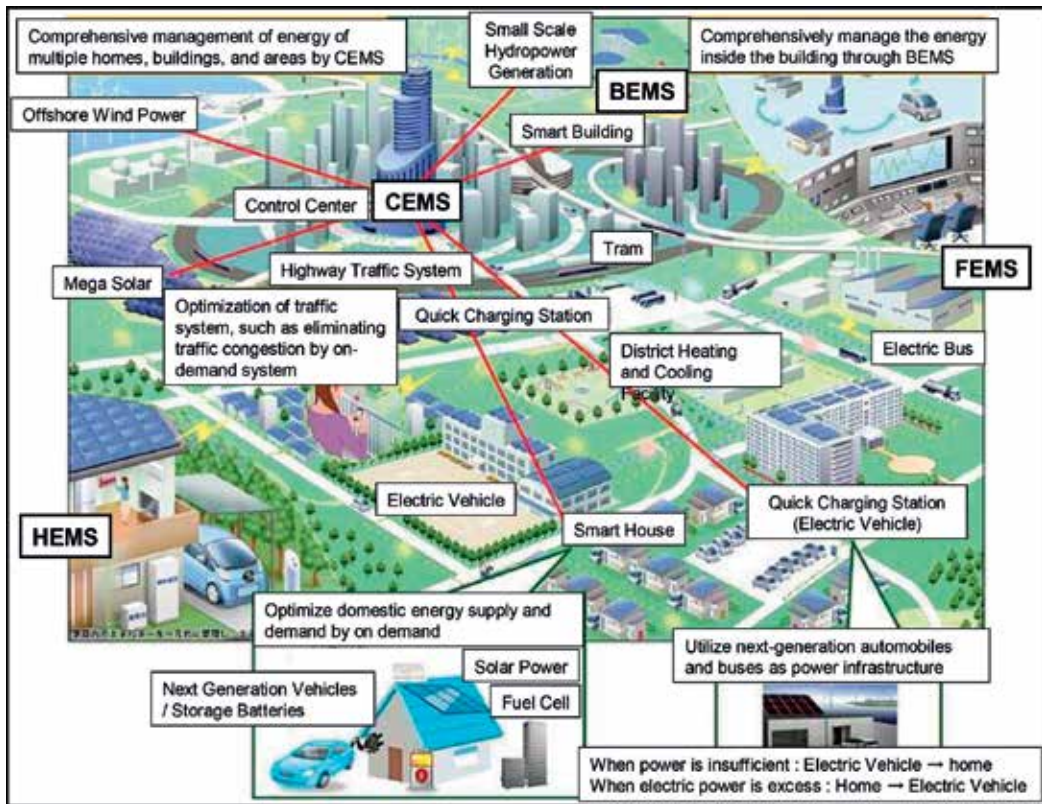 Comprehensive management of energy of
multiple homes, buildings, and areas by CEMS
Small Scale
Hydropower
Generation
Comprehensively manage the energy
inside the building through BEMS
BEMS
Offshore Wind Power
Smart Building
Control Center
CEMS
Tram
FEMS
Mega Solar
Highway Traffic System
Optimization of traffic
system, such as eliminating
traffic congestion by on-
demand system
Quick Charging Station
District Heating
and Cooling
Facuty
Electric Bus
Electric Vehicle
Smart House
Quick Charging Station
(Electric Vehicle)
HEMS
Optimize domestic energy supply and
demand by on demand
Solar Power
Fuel Cell
Next Generation Vehicles
/ Storage Batteries
Utilize next-generation automobiles
and buses as power infrastructure
When power is insufficient : Electric Vehicle → home
When electric power is excess : Home → Electric Vehicle